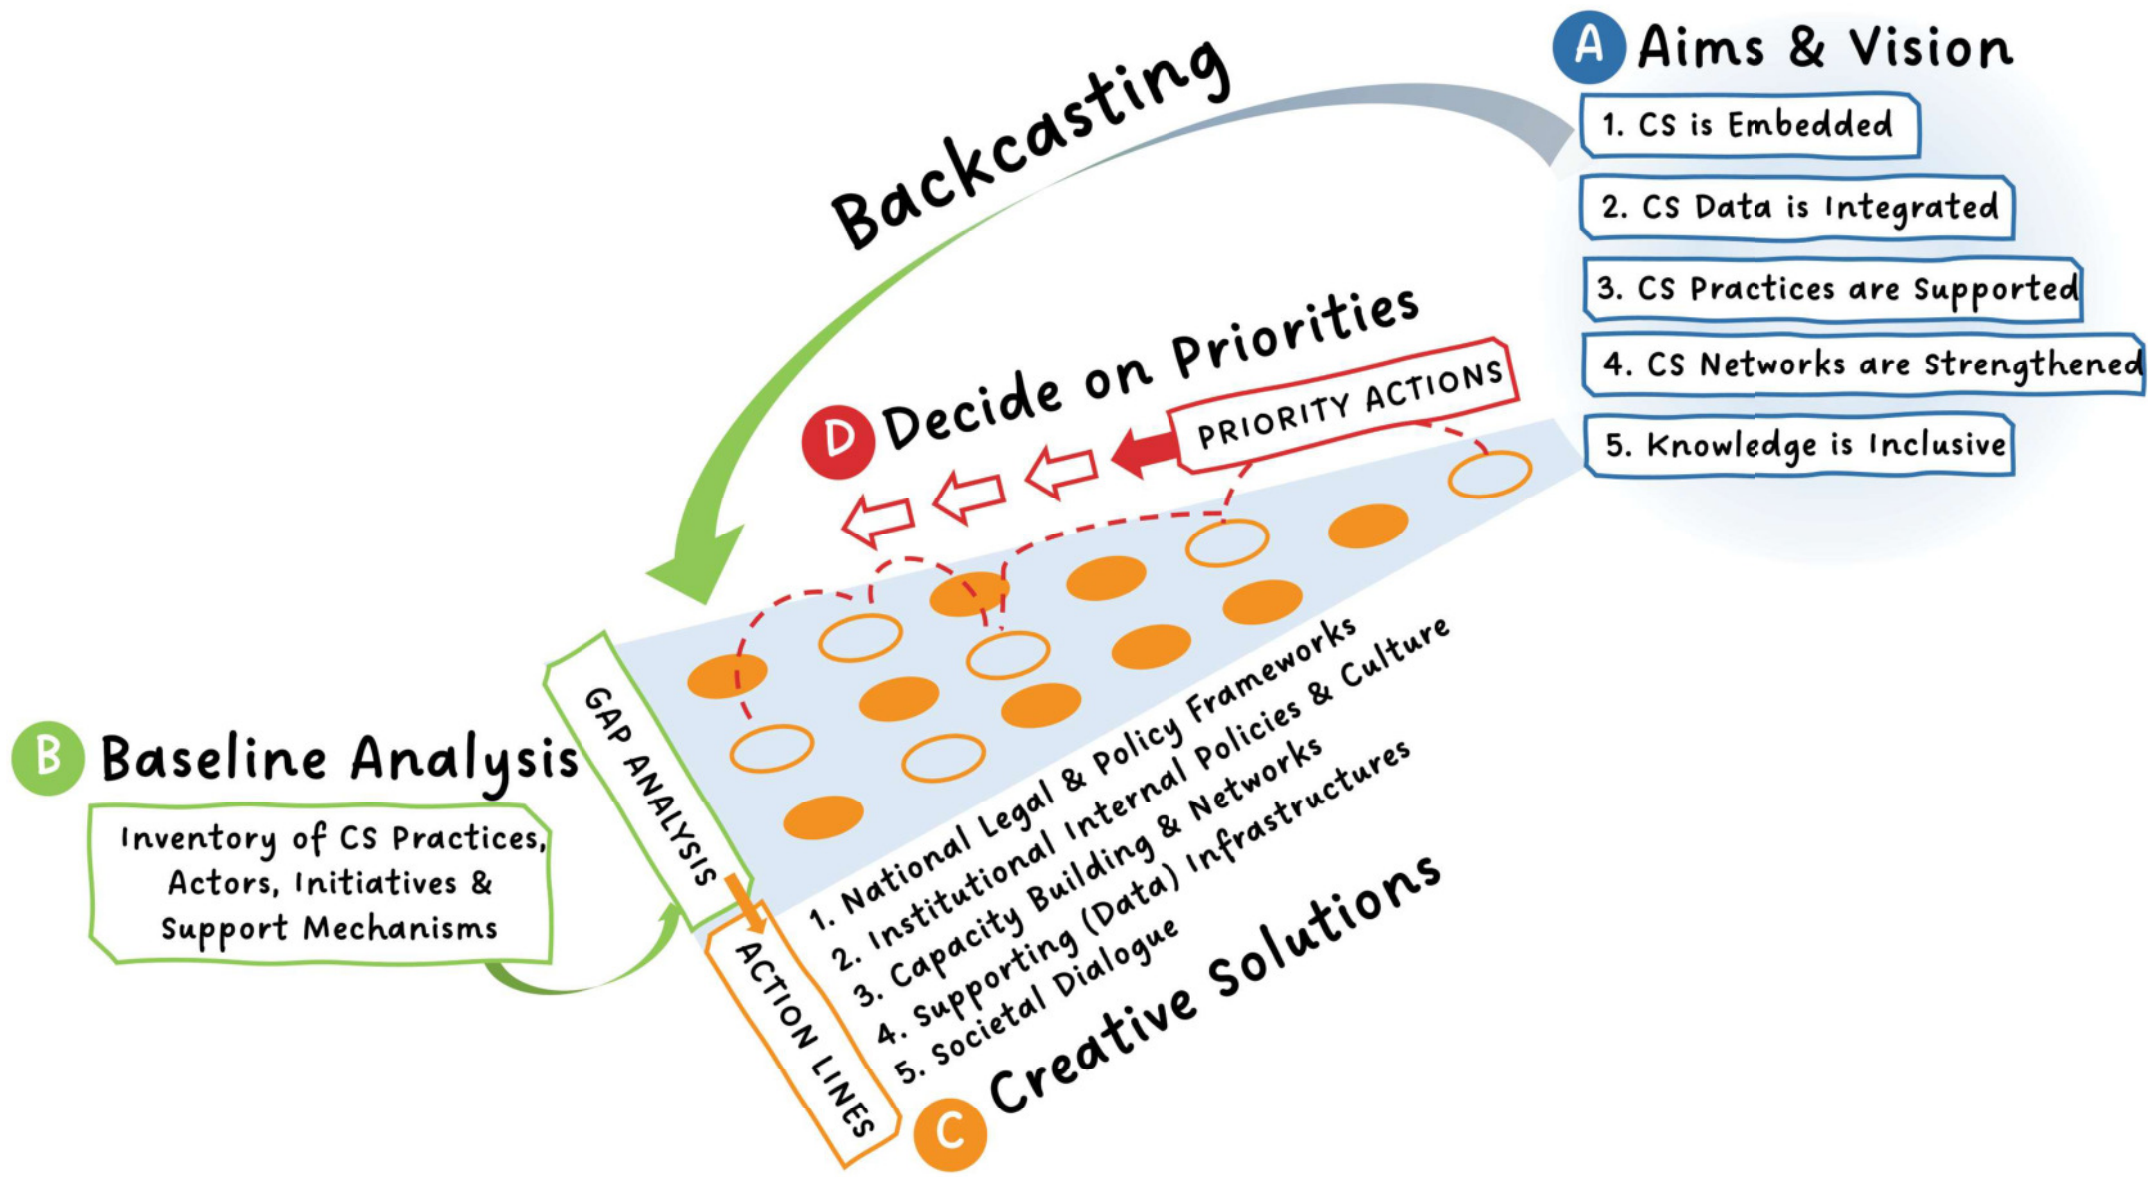 A Aims & Vision
1. CS is Embedded
2. CS Data is Integrated
3. CS Practices are Supported
4. CS Networks are Strengthened
5. Knowledge is Inclusive
Backcasting
D Decide on Priorities
PRIORITY ACTIONS
B Baseline Analysis
Inventory of CS Practices,
Actors, Initiatives &
Support Mechanisms
GAP ANALYSIS
ACTION LINES
1. National Legal & Policy Frameworks
2. Institutional Internal Policies & Culture
3. Capacity Building & Networks
4. Supporting (Data) Infrastructures
5. Societal Dialogue
C Creative Solutions